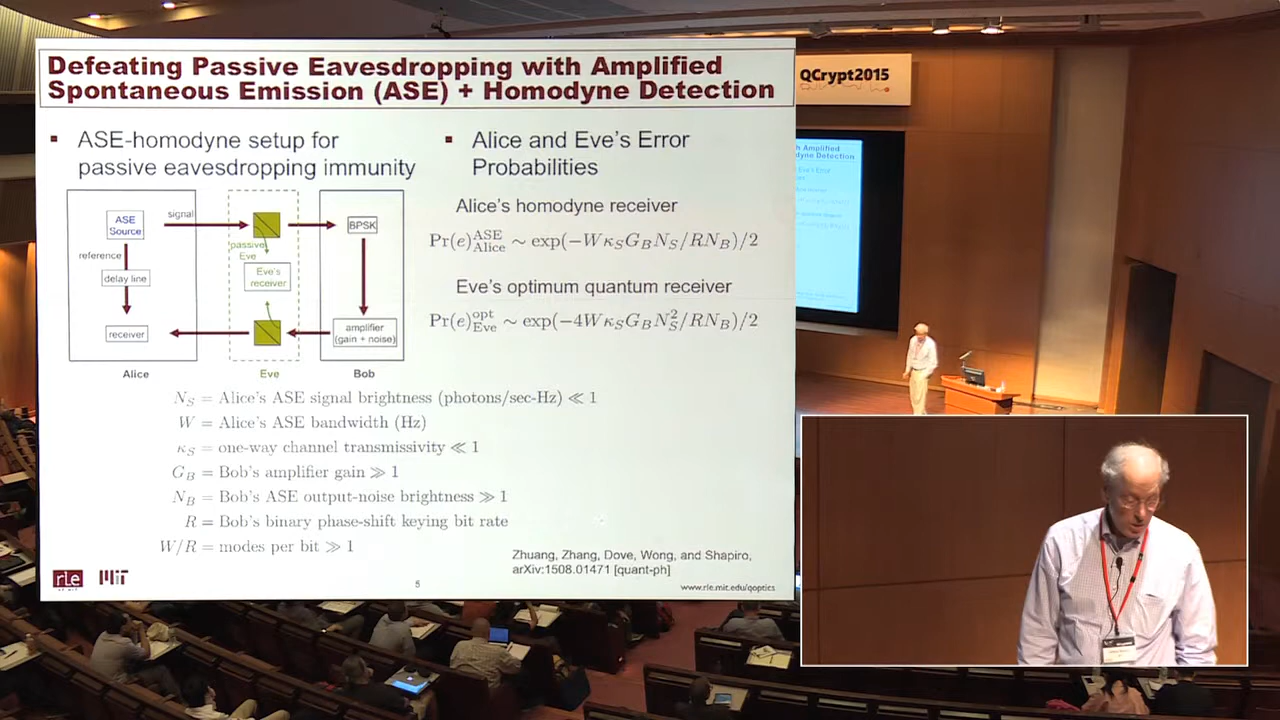 Defeating Passive Eavesdropping with Amplified
Spontaneous Emission (ASE) + Homodyne Detection
▪ ASE-homodyne setup for
passive eavesdropping immunity
ASE
Source
signal
reference
delay line
receiver
Alice
passive
Eve
Eve's
receiver
Eve
BPSK
amplifier
(gain + noise)
Bob
▪ Alice and Eve's Error
Probabilities
Alice's homodyne receiver
Pr(e)^ASE_Alice ∼ exp(−Wκ_S G_B N_S/RN_B)/2
Eve's optimum quantum receiver
Pr(e)^opt_Eve ∼ exp(−4Wκ_S G_B N_S^2/RN_B)/2
N_S = Alice's ASE signal brightness (photons/sec-Hz) ≪ 1
W = Alice's ASE bandwidth (Hz)
κ_S = one-way channel transmissivity ≪ 1
G_B = Bob's amplifier gain ≫ 1
N_B = Bob's ASE output-noise brightness ≫ 1
R = Bob's binary phase-shift keying bit rate
W/R = modes per bit ≫ 1
Zhuang, Zhang, Dove, Wong, and Shapiro,
arXiv:1508.01471 [quant-ph]
rle MIT
5
www.rle.mit.edu/qoptics
QCrypt2015
th Amplified
dyne Detection